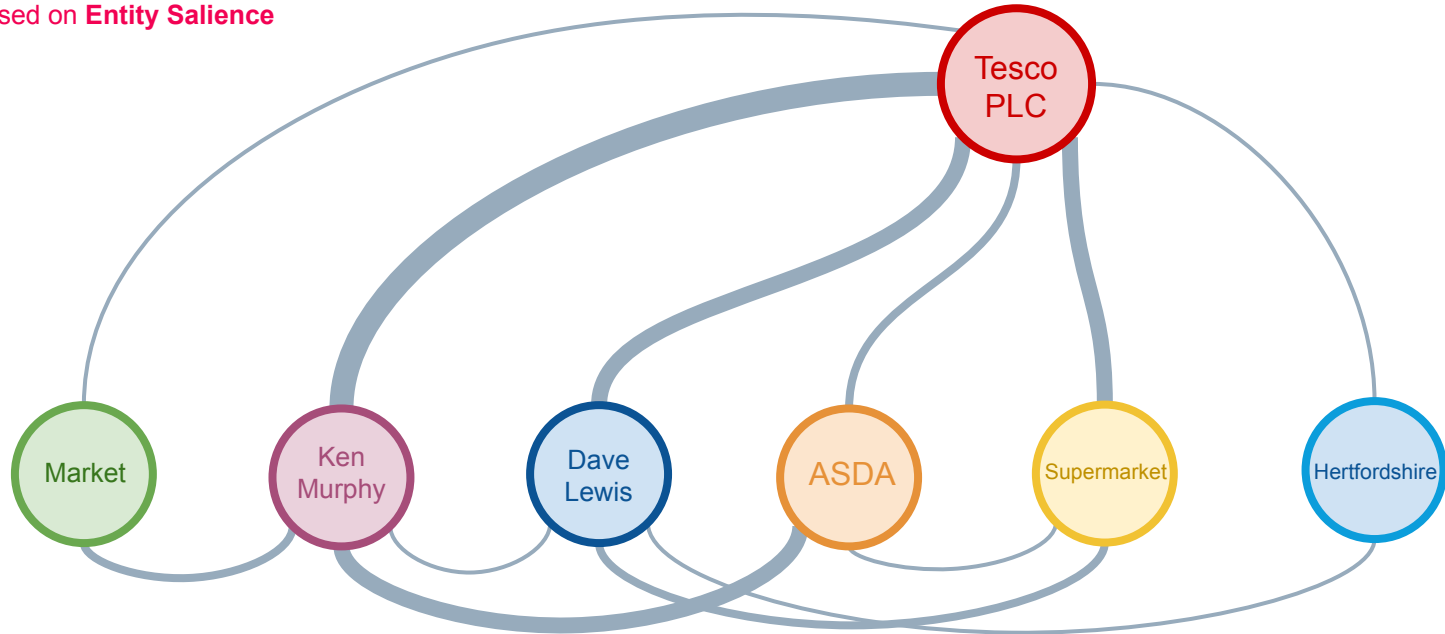 sed on Entity Salience
Tesco
PLC
Market
Ken
Murphy
Dave
Lewis
ASDA
Supermarket
Hertfordshire